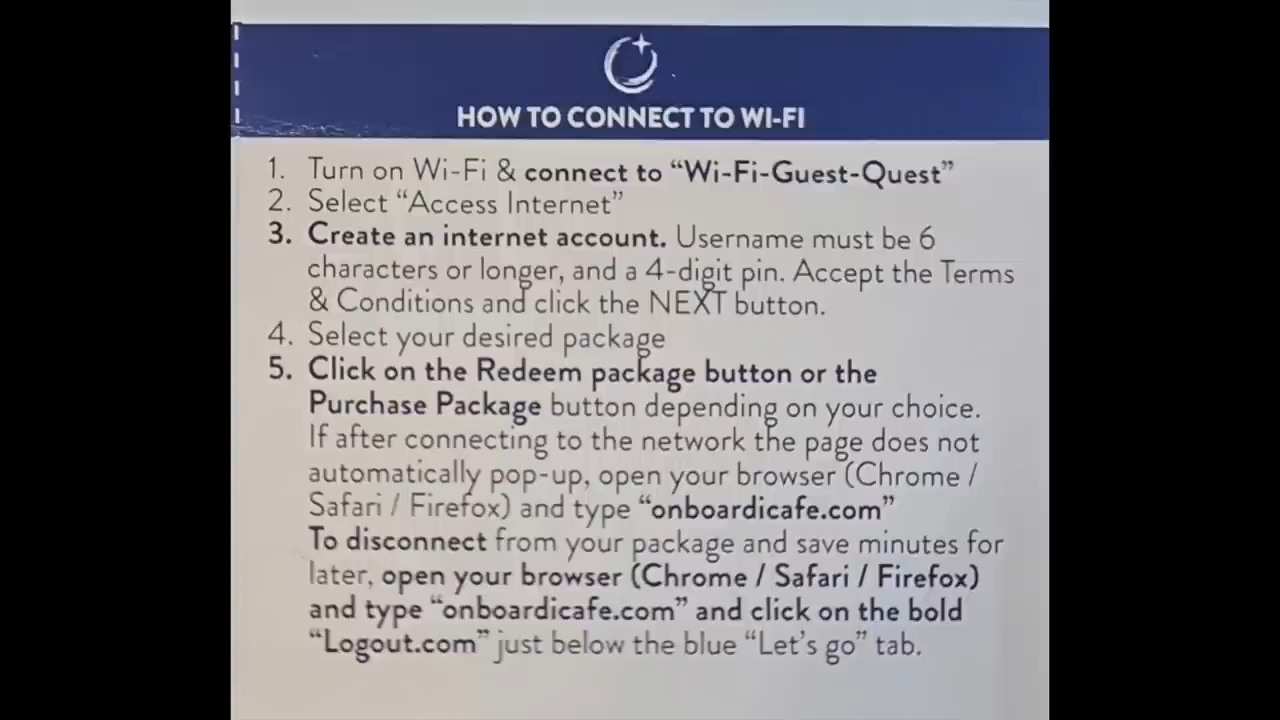 HOW TO CONNECT TO WI-FI
1. Turn on Wi-Fi & connect to “Wi-Fi-Guest-Quest”
2. Select “Access Internet”
3. Create an internet account. Username must be 6
characters or longer, and a 4-digit pin. Accept the Terms
& Conditions and click the NEXT button.
4. Select your desired package
5. Click on the Redeem package button or the
Purchase Package button depending on your choice.
If after connecting to the network the page does not
automatically pop-up, open your browser (Chrome /
Safari / Firefox) and type “onboardicafe.com”
To disconnect from your package and save minutes for
later, open your browser (Chrome / Safari / Firefox)
and type “onboardicafe.com” and click on the bold
“Logout.com” just below the blue “Let’s go” tab.